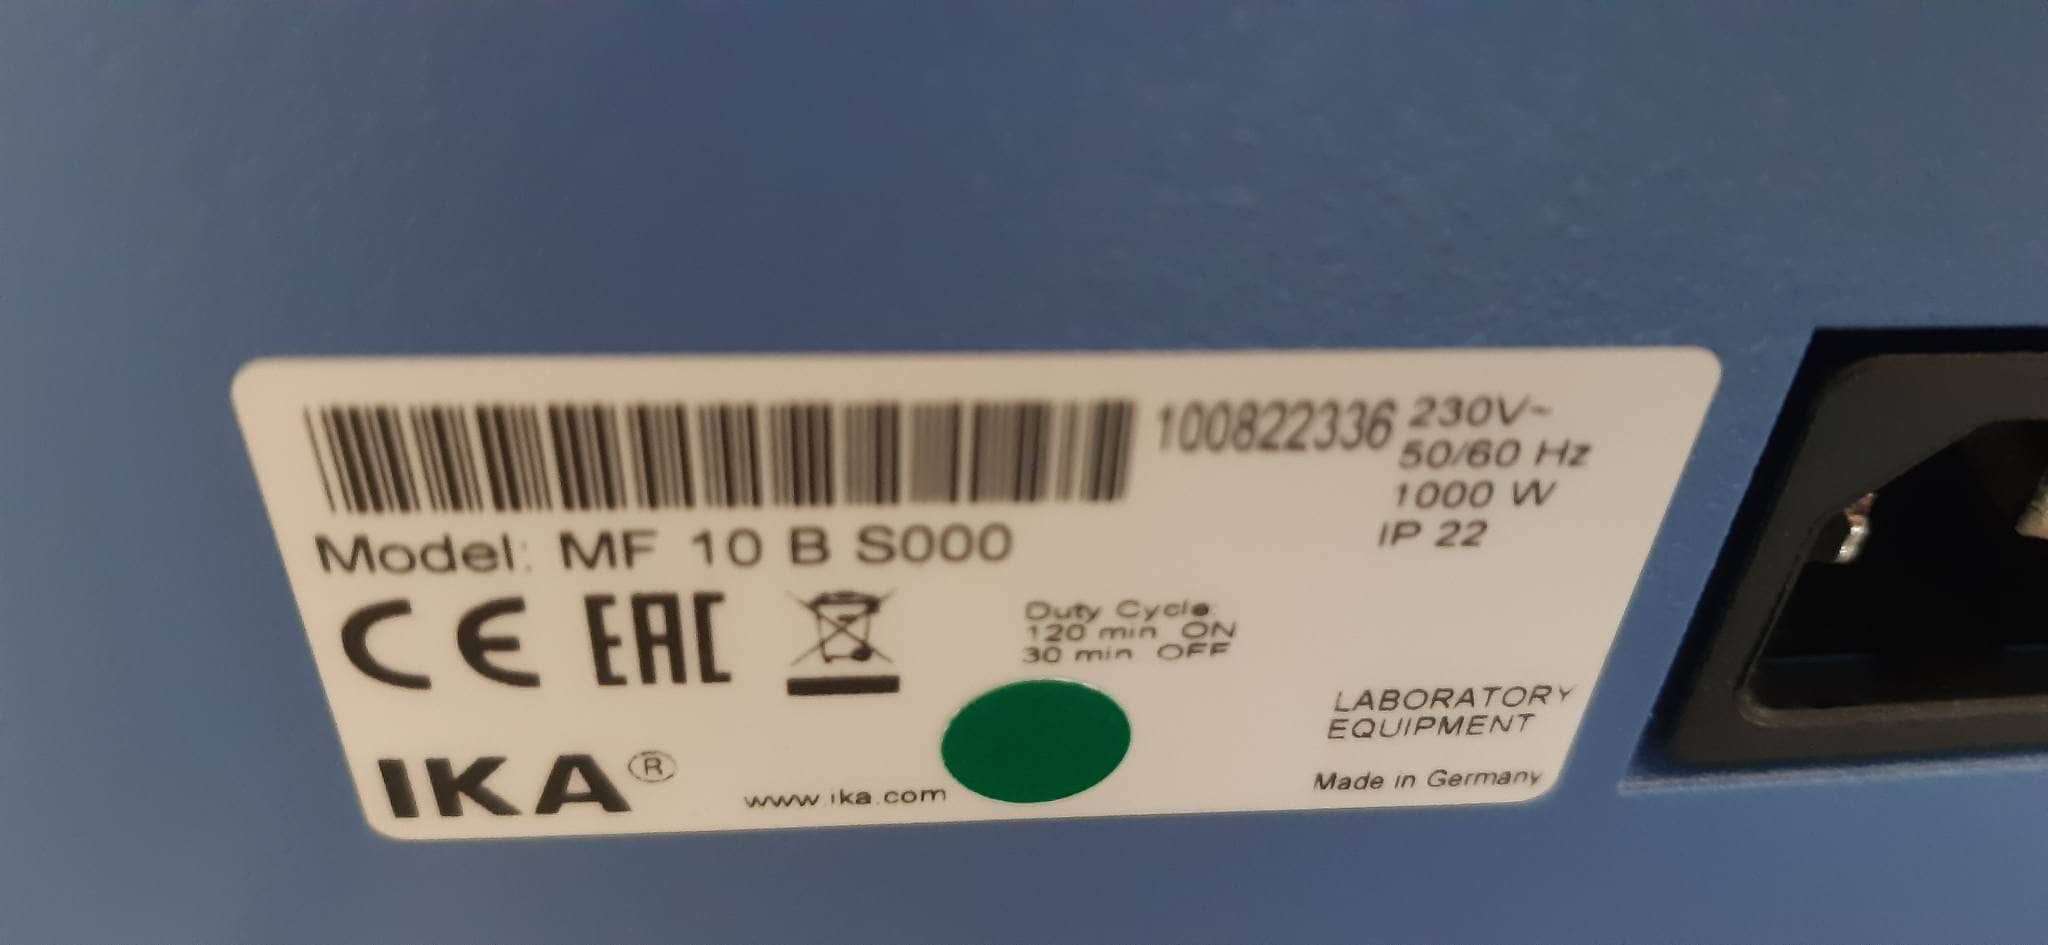 100822336
230V~
50/60 Hz
1000 W
IP 22
Model: MF 10 B S000
CE EAC
Duty Cycle:
120 min ON
30 min OFF
LABORATORY
EQUIPMENT
IKA®
www.ika.com
Made in Germany